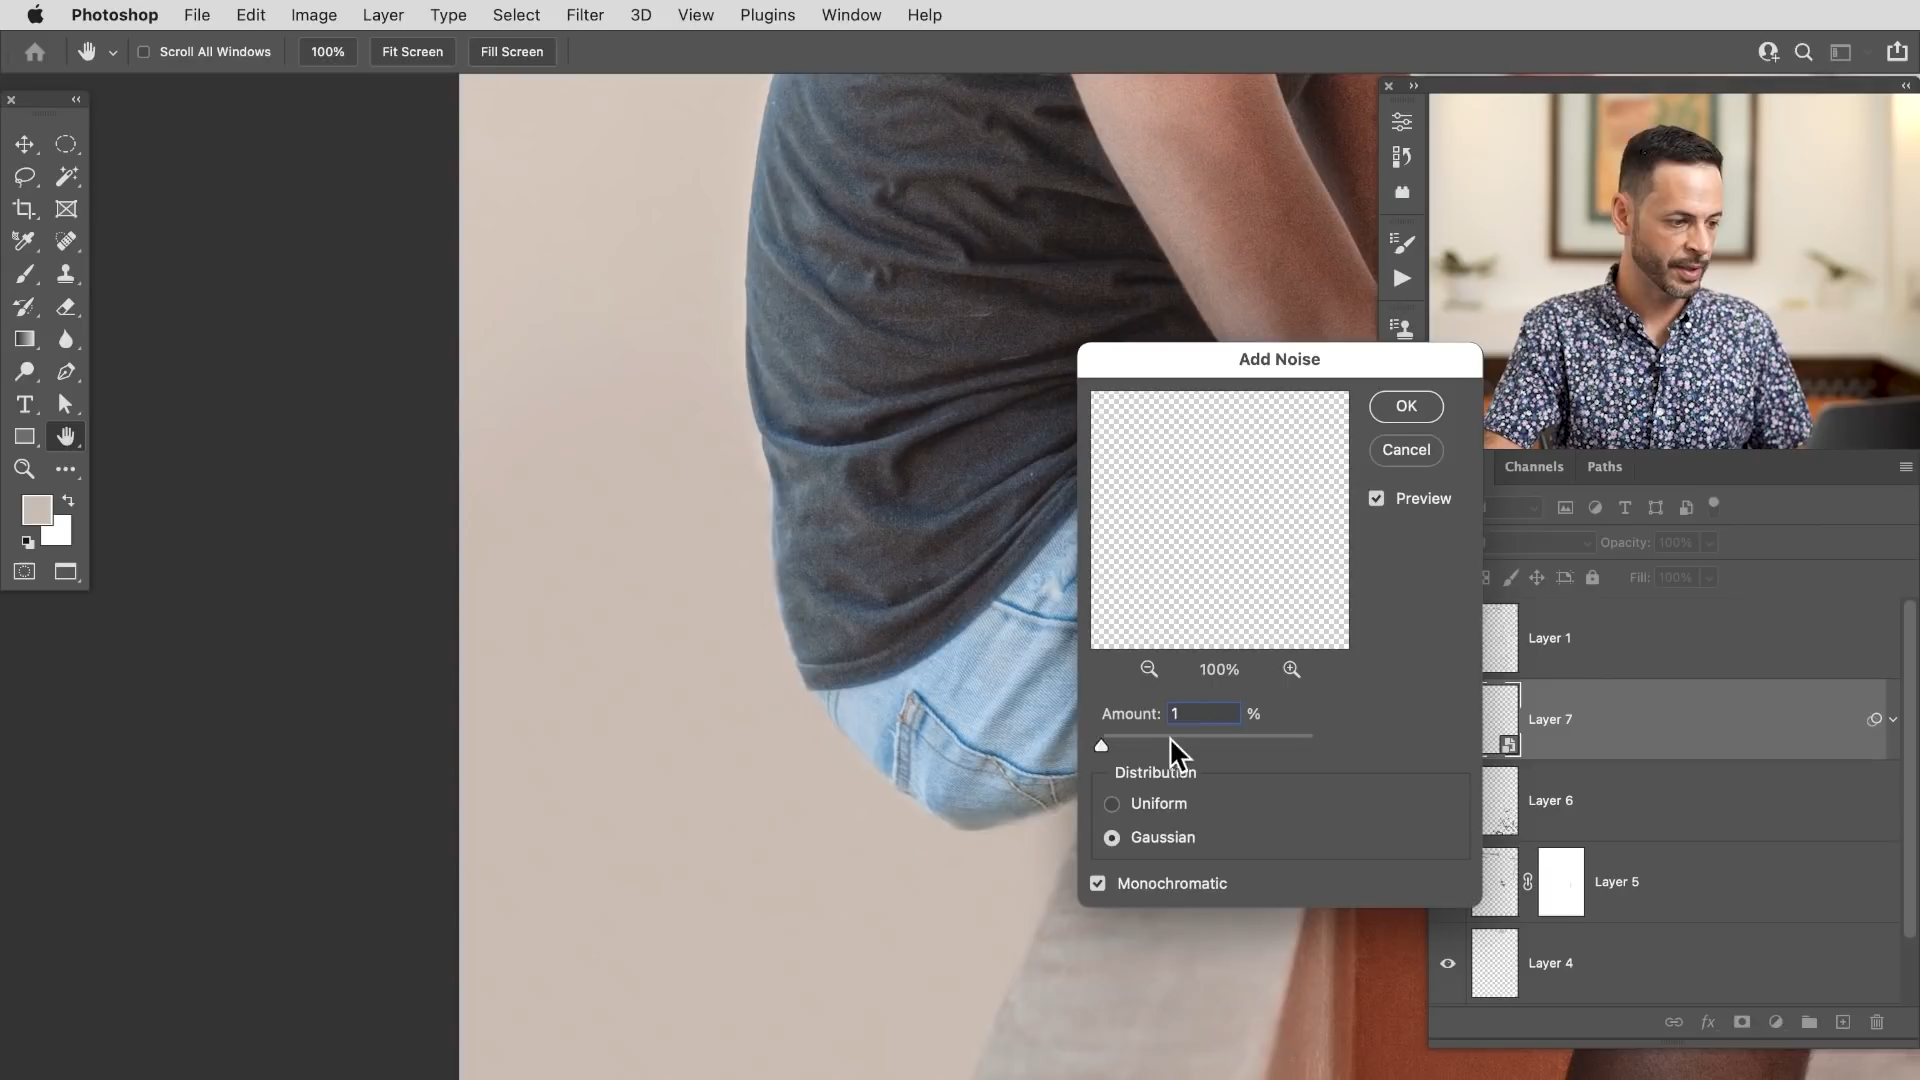 Photoshop File Edit Image Layer Type Select Filter 3D View Plugins Window Help
Scroll All Windows 100% Fit Screen Fill Screen
Add Noise
OK
Cancel
Preview
100%
Amount: 1 %
Distribution
Uniform
Gaussian
Monochromatic
Channels Paths
Opacity: 100%
Fill: 100%
Layer 1
Layer 7
Layer 6
Layer 5
Layer 4